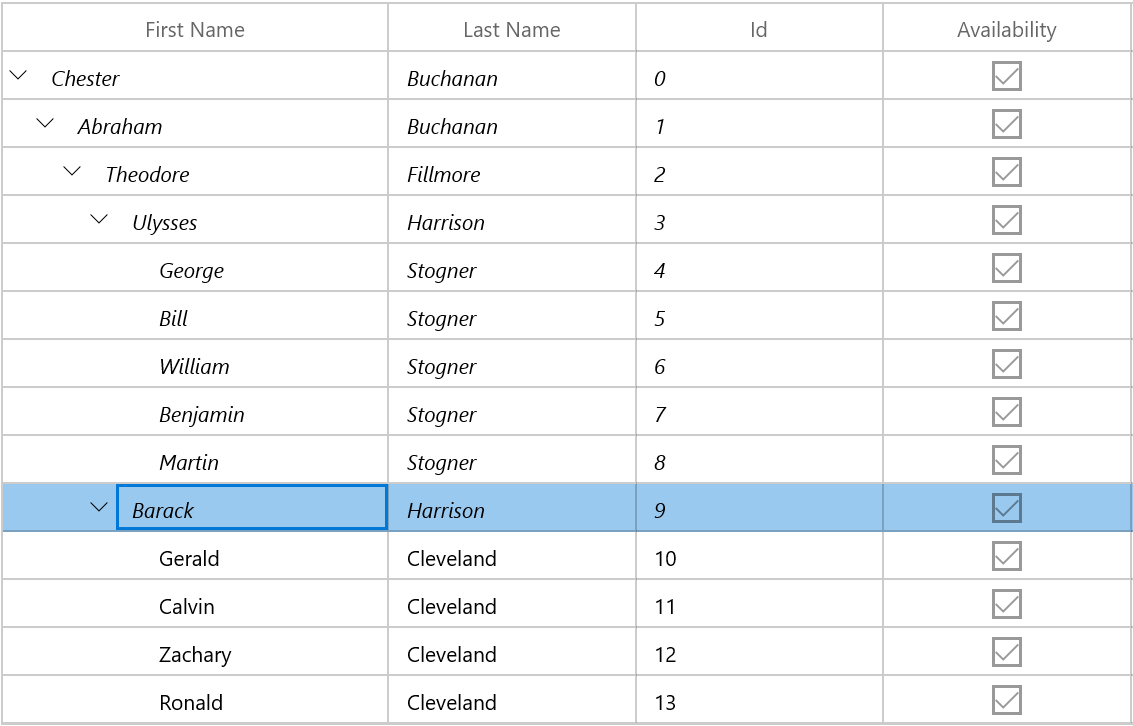 First Name Last Name Id Availability
Chester Buchanan 0
Abraham Buchanan 1
Theodore Fillmore 2
Ulysses Harrison 3
George Stogner 4
Bill Stogner 5
William Stogner 6
Benjamin Stogner 7
Martin Stogner 8
Barack Harrison 9
Gerald Cleveland 10
Calvin Cleveland 11
Zachary Cleveland 12
Ronald Cleveland 13